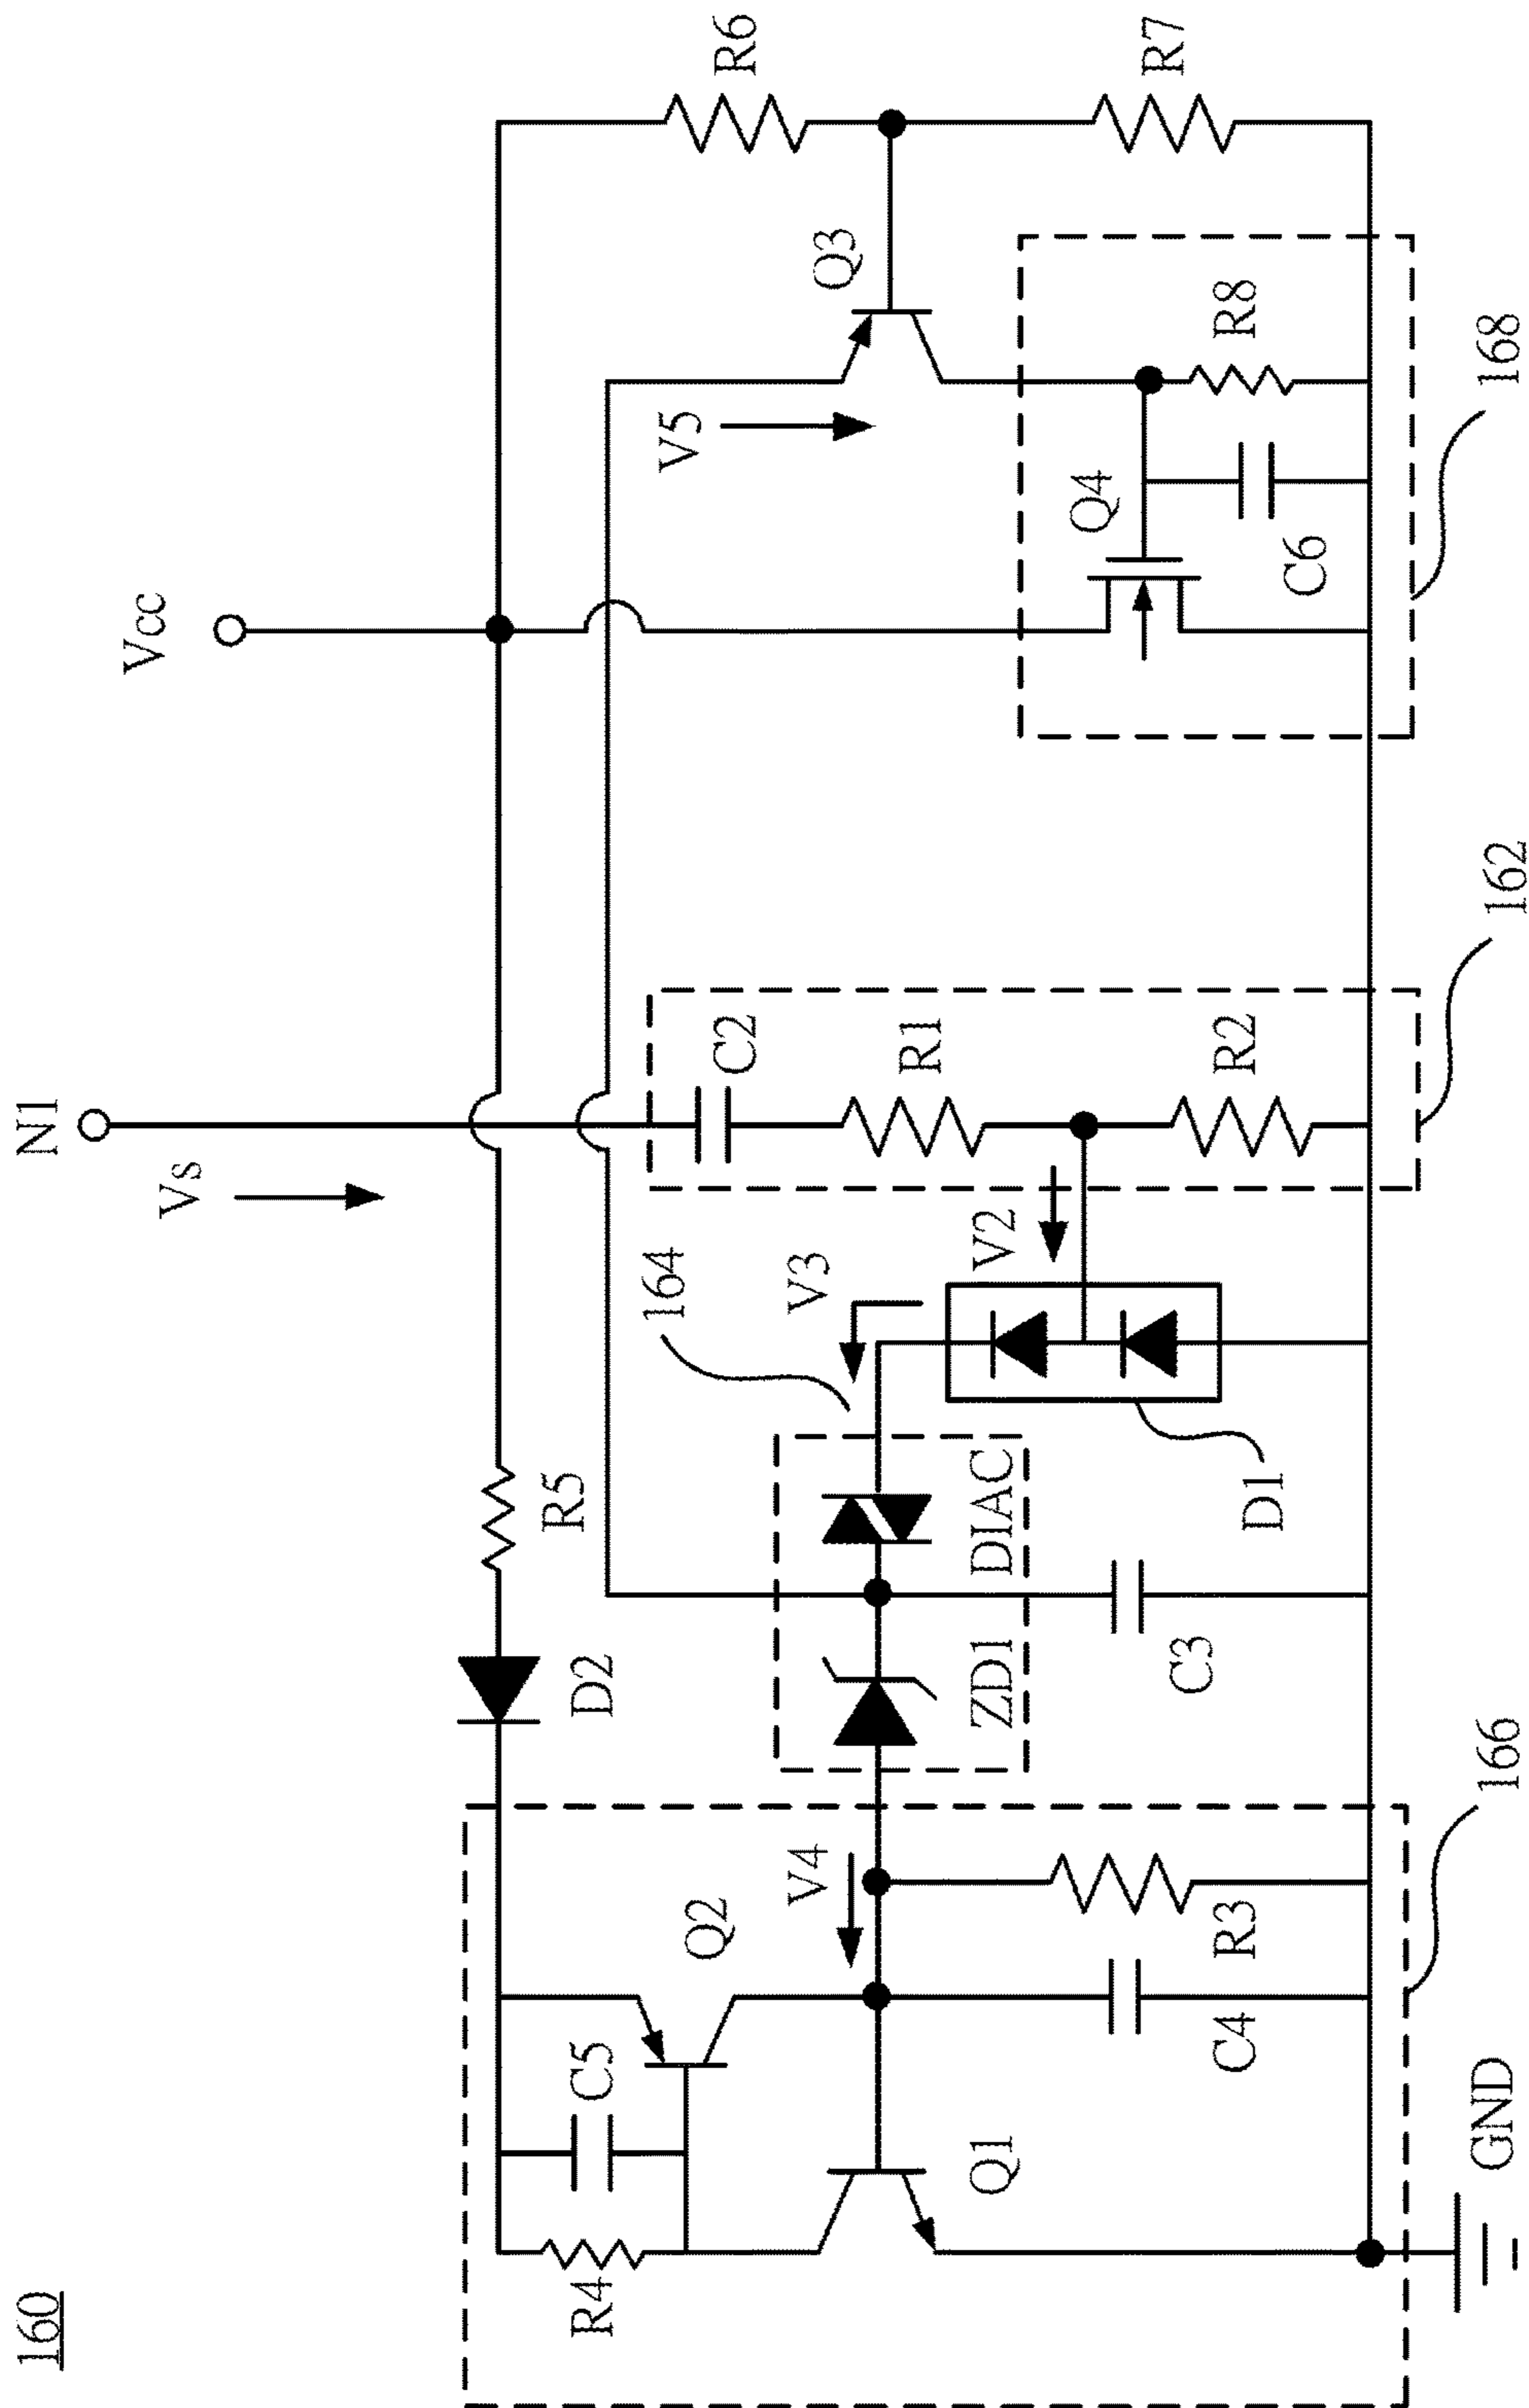 160
N1
Vcc
Vs
R6
R7
R5
D2
C2
R1
R2
Q3
V5
Q4
R8
C6
168
162
164
V3
V2
D1
DIAC
ZD1
C3
V4
Q2
C5
R4
Q1
R3
C4
166
GND